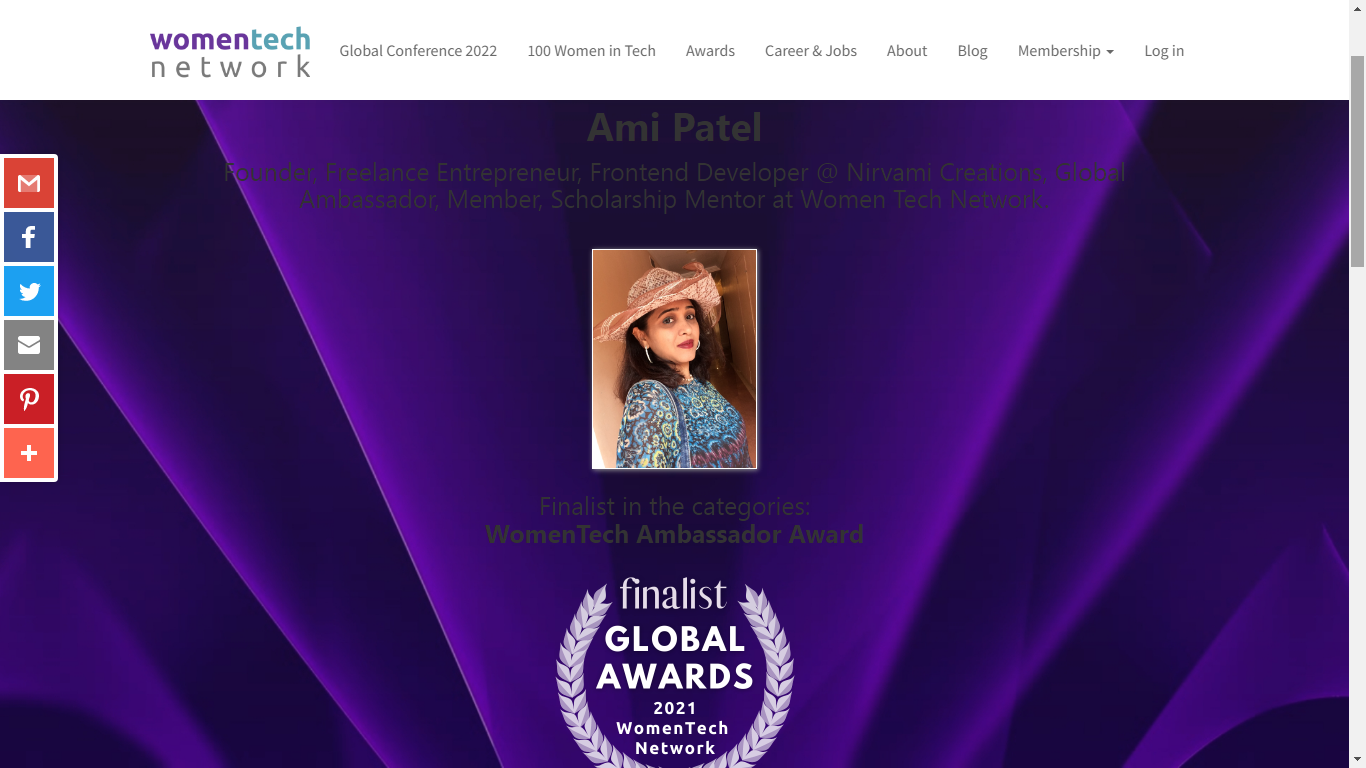 womentech
network
Global Conference 2022
100 Women in Tech
Awards
Career & Jobs
About
Blog
Membership
Log in
Ami Patel
Founder, Freelance Entrepreneur, Frontend Developer @ Nirvami Creations, Global
Ambassador, Member, Scholarship Mentor at Women Tech Network.
Finalist in the categories:
WomenTech Ambassador Award
finalist
GLOBAL
AWARDS
2021
WomenTech
Network